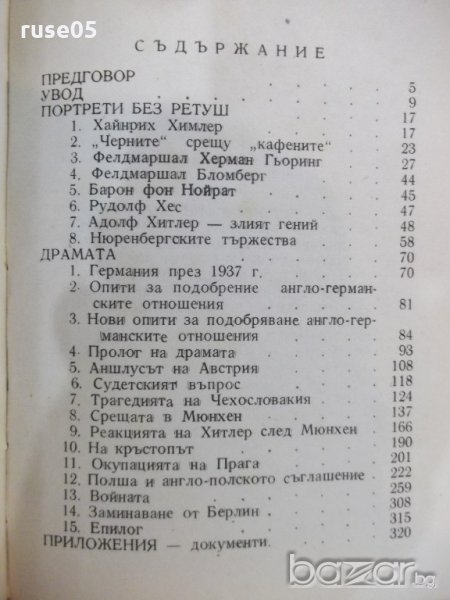 ruse05
СЪДЪРЖАНИЕ
ПРЕДГОВОР . . . . . 5
УВОД . . . . . 9
ПОРТРЕТИ БЕЗ РЕТУШ . . . . 17
1. Хайнрих Химлер . . . . 17
2. „Черните“ срещу „кафените“ . . 23
3. Фелдмаршал Херман Гьоринг . . 27
4. Фелдмаршал Бломберг . . . 44
5. Барон фон Нойрат . . . . 45
6. Рудолф Хес . . . . 47
7. Адолф Хитлер — злият гений . . 48
8. Нюренбергските тържества . . 58
ДРАМАТА . . . . . 70
1. Германия през 1937 г. . . . 70
2. Опити за подобрение англо-герман-
ските отношения . . . . 81
3. Нови опити за подобряване англо-гер-
манските отношения . . . 84
4. Пролог на драмата . . . 93
5. Аншлусът на Австрия . . . 108
6. Судетският въпрос . . . 118
7. Трагедията на Чехословакия . . 124
8. Срещата в Мюнхен . . . 137
9. Реакцията на Хитлер след Мюнхен . 166
10. На кръстопът . . . . 190
11. Окупацията на Прага . . . 201
12. Полша и англо-полското съглашение . 222
13. Войната . . . . . 259
14. Заминаване от Берлин . . . 308
15. Епилог . . . . . 315
ПРИЛОЖЕНИЯ — документи. . . . 320
bazar.bg